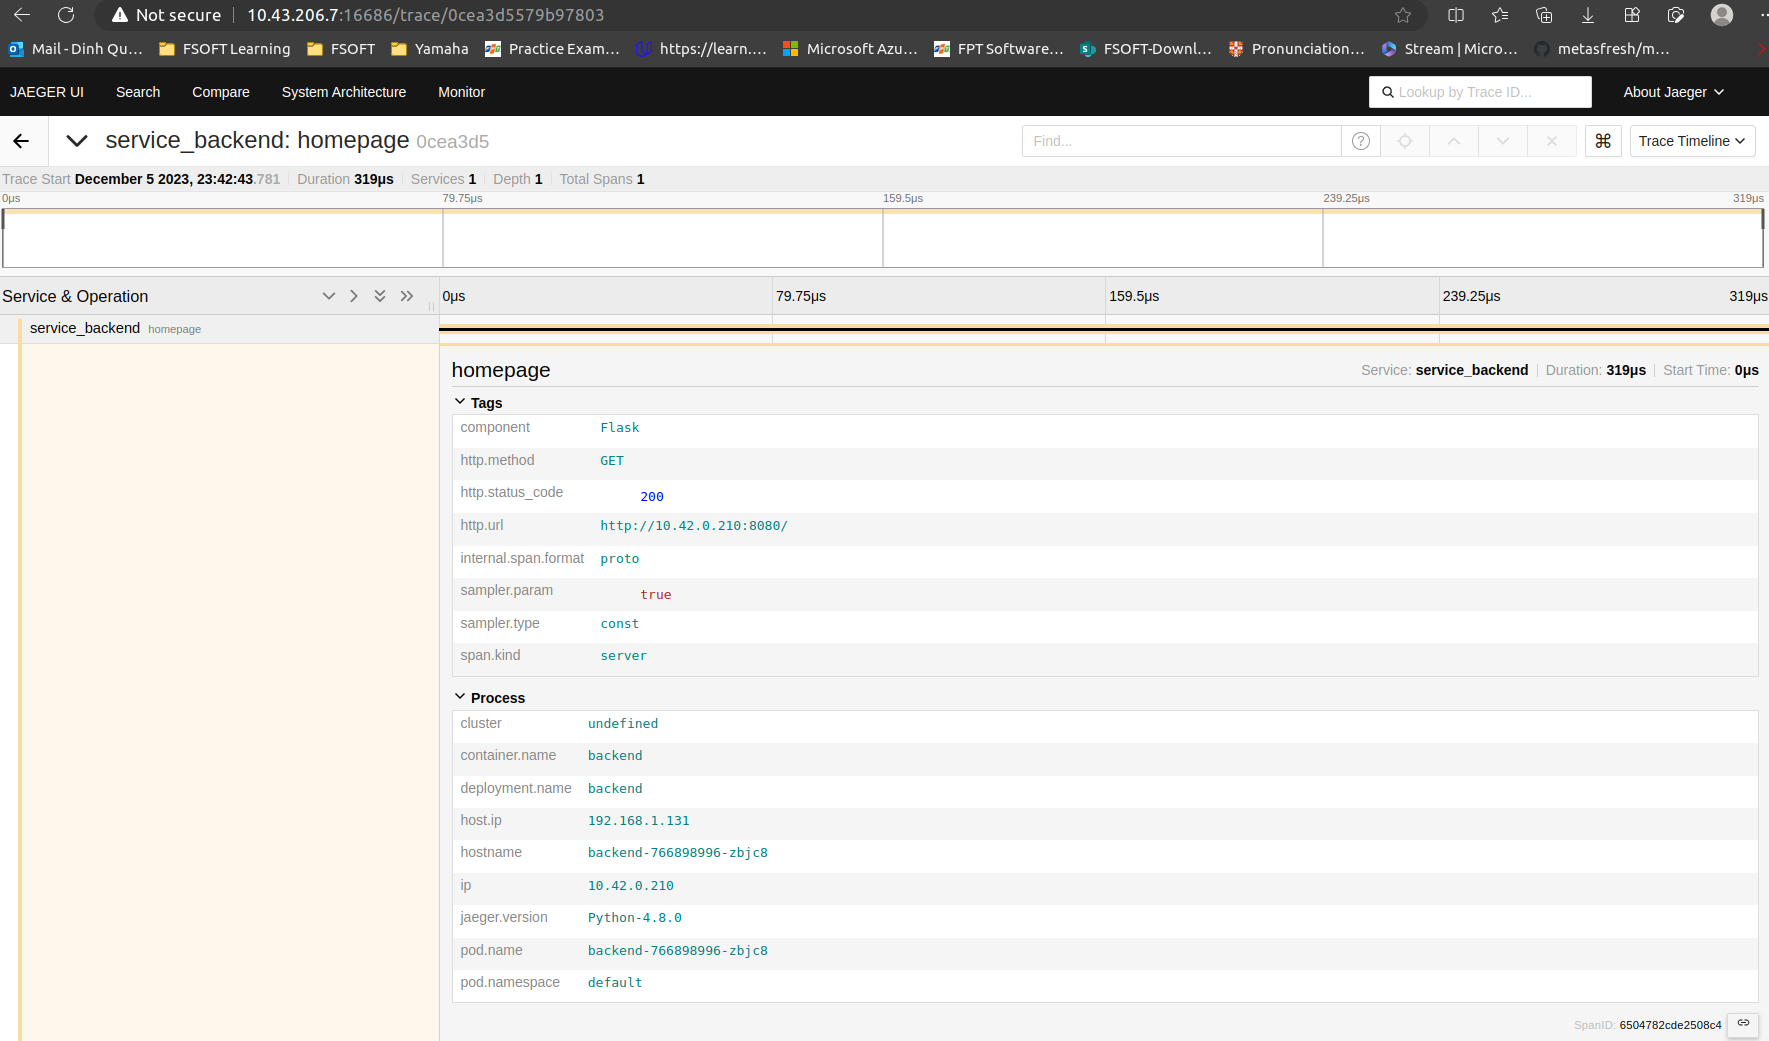 Not secure 10.43.206.7:16686/trace/0cea3d5579b97803
Mail - Dinh Qu... FSOFT Learning FSOFT Yamaha Practice Exam... https://learn.... Microsoft Azu... FPT Software... FSOFT-Downl... Pronunciation... Stream | Micro... metasfresh/m...
JAEGER UI Search Compare System Architecture Monitor Lookup by Trace ID... About Jaeger
service_backend: homepage 0cea3d5 Find... Trace Timeline
Trace Start December 5 2023, 23:42:43.781 Duration 319μs Services 1 Depth 1 Total Spans 1
0μs 79.75μs 159.5μs 239.25μs 319μs
Service & Operation 0μs 79.75μs 159.5μs 239.25μs 319μs
service_backend homepage
homepage Service: service_backend Duration: 319μs Start Time: 0μs
Tags
component Flask
http.method GET
http.status_code 200
http.url http://10.42.0.210:8080/
internal.span.format proto
sampler.param true
sampler.type const
span.kind server
Process
cluster undefined
container.name backend
deployment.name backend
host.ip 192.168.1.131
hostname backend-766898996-zbjc8
ip 10.42.0.210
jaeger.version Python-4.8.0
pod.name backend-766898996-zbjc8
pod.namespace default
SpanID: 6504782cde2508c4